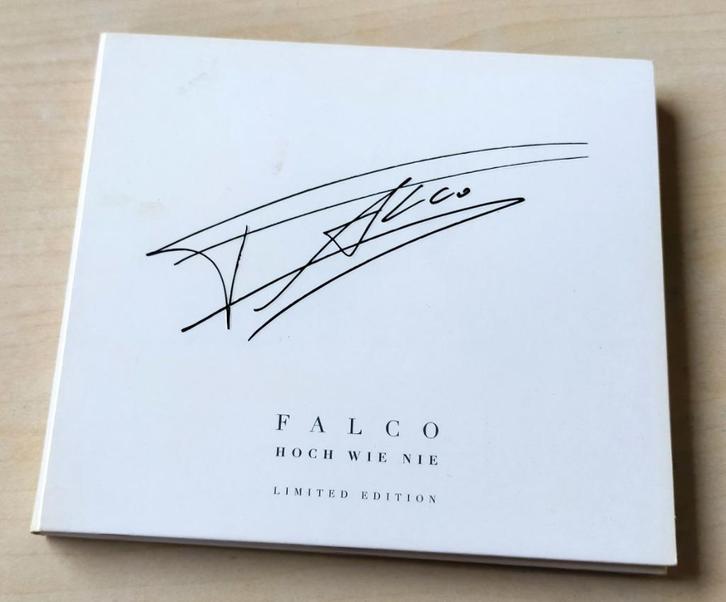 Falco
FALCO
HOCH WIE NIE
LIMITED EDITION